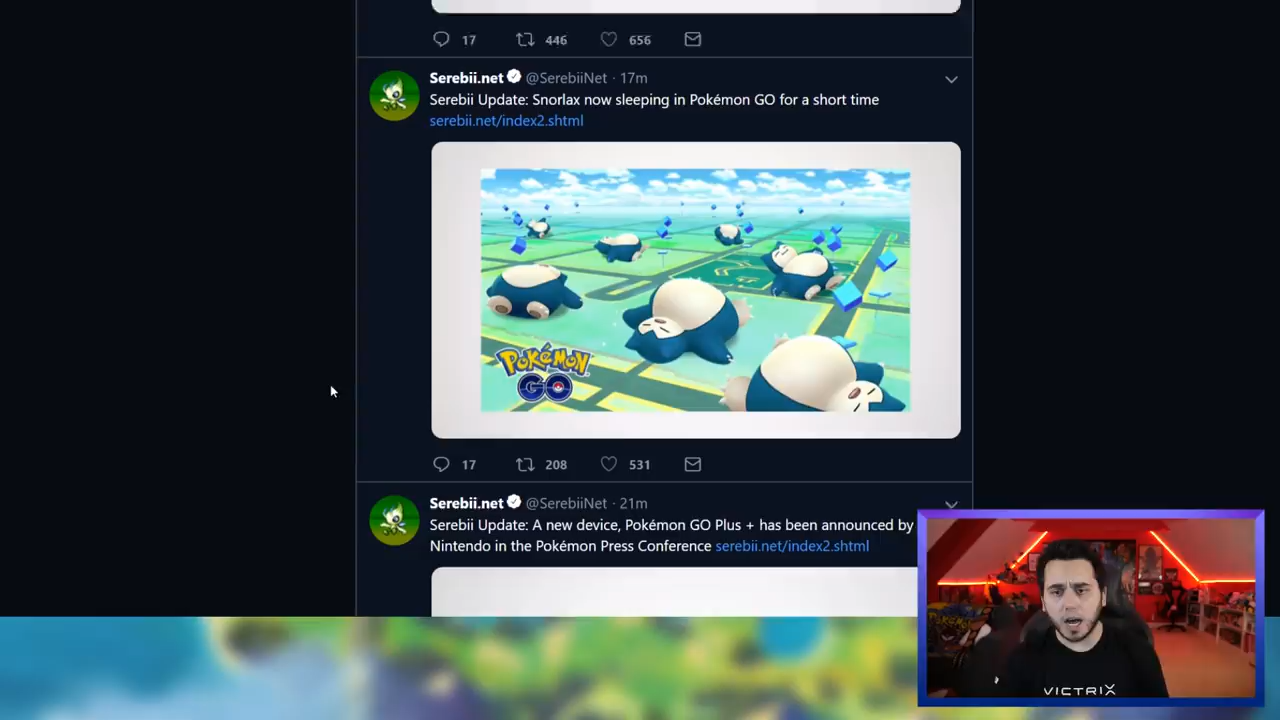 17 446 656
Serebii.net @SerebiiNet · 17m
Serebii Update: Snorlax now sleeping in Pokémon GO for a short time
serebii.net/index2.shtml
POKéMON
GO
17 208 531
Serebii.net @SerebiiNet · 21m
Serebii Update: A new device, Pokémon GO Plus + has been announced by
Nintendo in the Pokémon Press Conference serebii.net/index2.shtml
VICTRIX